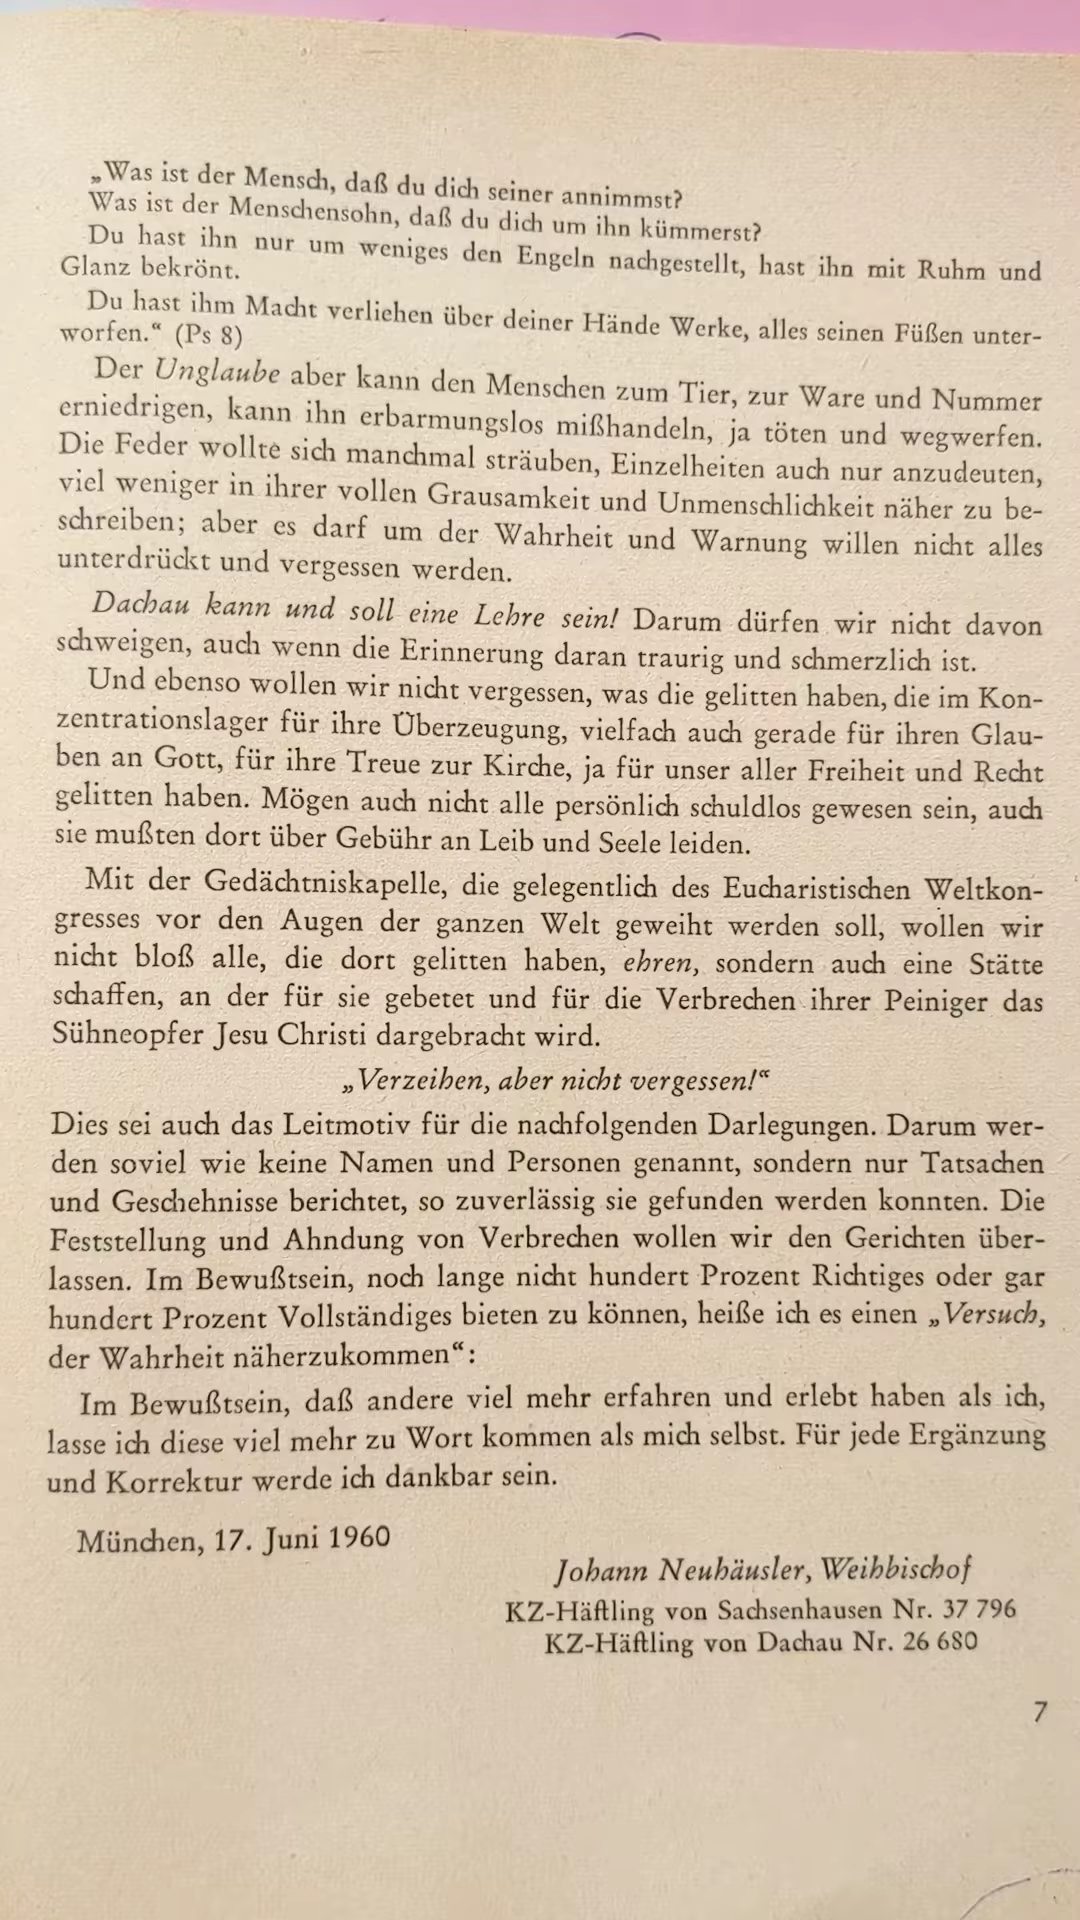 „Was ist der Mensch, daß du dich seiner annimmst?
Was ist der Menschensohn, daß du dich um ihn kümmerst?
Du hast ihn nur um weniges den Engeln nachgestellt, hast ihn mit Ruhm und
Glanz bekrönt.
Du hast ihm Macht verliehen über deiner Hände Werke, alles seinen Füßen unter-
worfen.“ (Ps 8)
Der Unglaube aber kann den Menschen zum Tier, zur Ware und Nummer
erniedrigen, kann ihn erbarmungslos mißhandeln, ja töten und wegwerfen.
Die Feder wollte sich manchmal sträuben, Einzelheiten auch nur anzudeuten,
viel weniger in ihrer vollen Grausamkeit und Unmenschlichkeit näher zu be-
schreiben; aber es darf um der Wahrheit und Warnung willen nicht alles
unterdrückt und vergessen werden.
Dachau kann und soll eine Lehre sein! Darum dürfen wir nicht davon
schweigen, auch wenn die Erinnerung daran traurig und schmerzlich ist.
Und ebenso wollen wir nicht vergessen, was die gelitten haben, die im Kon-
zentrationslager für ihre Überzeugung, vielfach auch gerade für ihren Glau-
ben an Gott, für ihre Treue zur Kirche, ja für unser aller Freiheit und Recht
gelitten haben. Mögen auch nicht alle persönlich schuldlos gewesen sein, auch
sie mußten dort über Gebühr an Leib und Seele leiden.
Mit der Gedächtniskapelle, die gelegentlich des Eucharistischen Weltkon-
gresses vor den Augen der ganzen Welt geweiht werden soll, wollen wir
nicht bloß alle, die dort gelitten haben, ehren, sondern auch eine Stätte
schaffen, an der für sie gebetet und für die Verbrechen ihrer Peiniger das
Sühneopfer Jesu Christi dargebracht wird.
„Verzeihen, aber nicht vergessen!“
Dies sei auch das Leitmotiv für die nachfolgenden Darlegungen. Darum wer-
den soviel wie keine Namen und Personen genannt, sondern nur Tatsachen
und Geschehnisse berichtet, so zuverlässig sie gefunden werden konnten. Die
Feststellung und Ahndung von Verbrechen wollen wir den Gerichten über-
lassen. Im Bewußtsein, noch lange nicht hundert Prozent Richtiges oder gar
hundert Prozent Vollständiges bieten zu können, heiße ich es einen „Versuch,
der Wahrheit näherzukommen“:
Im Bewußtsein, daß andere viel mehr erfahren und erlebt haben als ich,
lasse ich diese viel mehr zu Wort kommen als mich selbst. Für jede Ergänzung
und Korrektur werde ich dankbar sein.
München, 17. Juni 1960
Johann Neuhäusler, Weihbischof
KZ-Häftling von Sachsenhausen Nr. 37 796
KZ-Häftling von Dachau Nr. 26 680
7